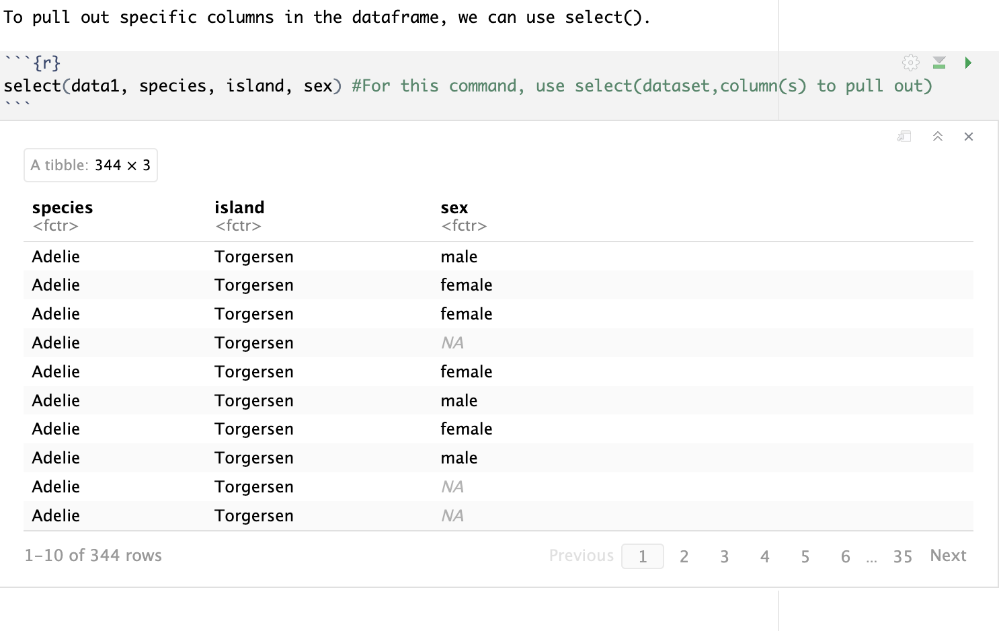 To pull out specific columns in the dataframe, we can use select().
```{r}
select(data1, species, island, sex) #For this command, use select(dataset,column(s) to pull out)
```
A tibble: 344 × 3
species island sex
<fctr> <fctr> <fctr>
Adelie Torgersen male
Adelie Torgersen female
Adelie Torgersen female
Adelie Torgersen NA
Adelie Torgersen female
Adelie Torgersen male
Adelie Torgersen female
Adelie Torgersen male
Adelie Torgersen NA
Adelie Torgersen NA
1–10 of 344 rows Previous 1 2 3 4 5 6 ... 35 Next